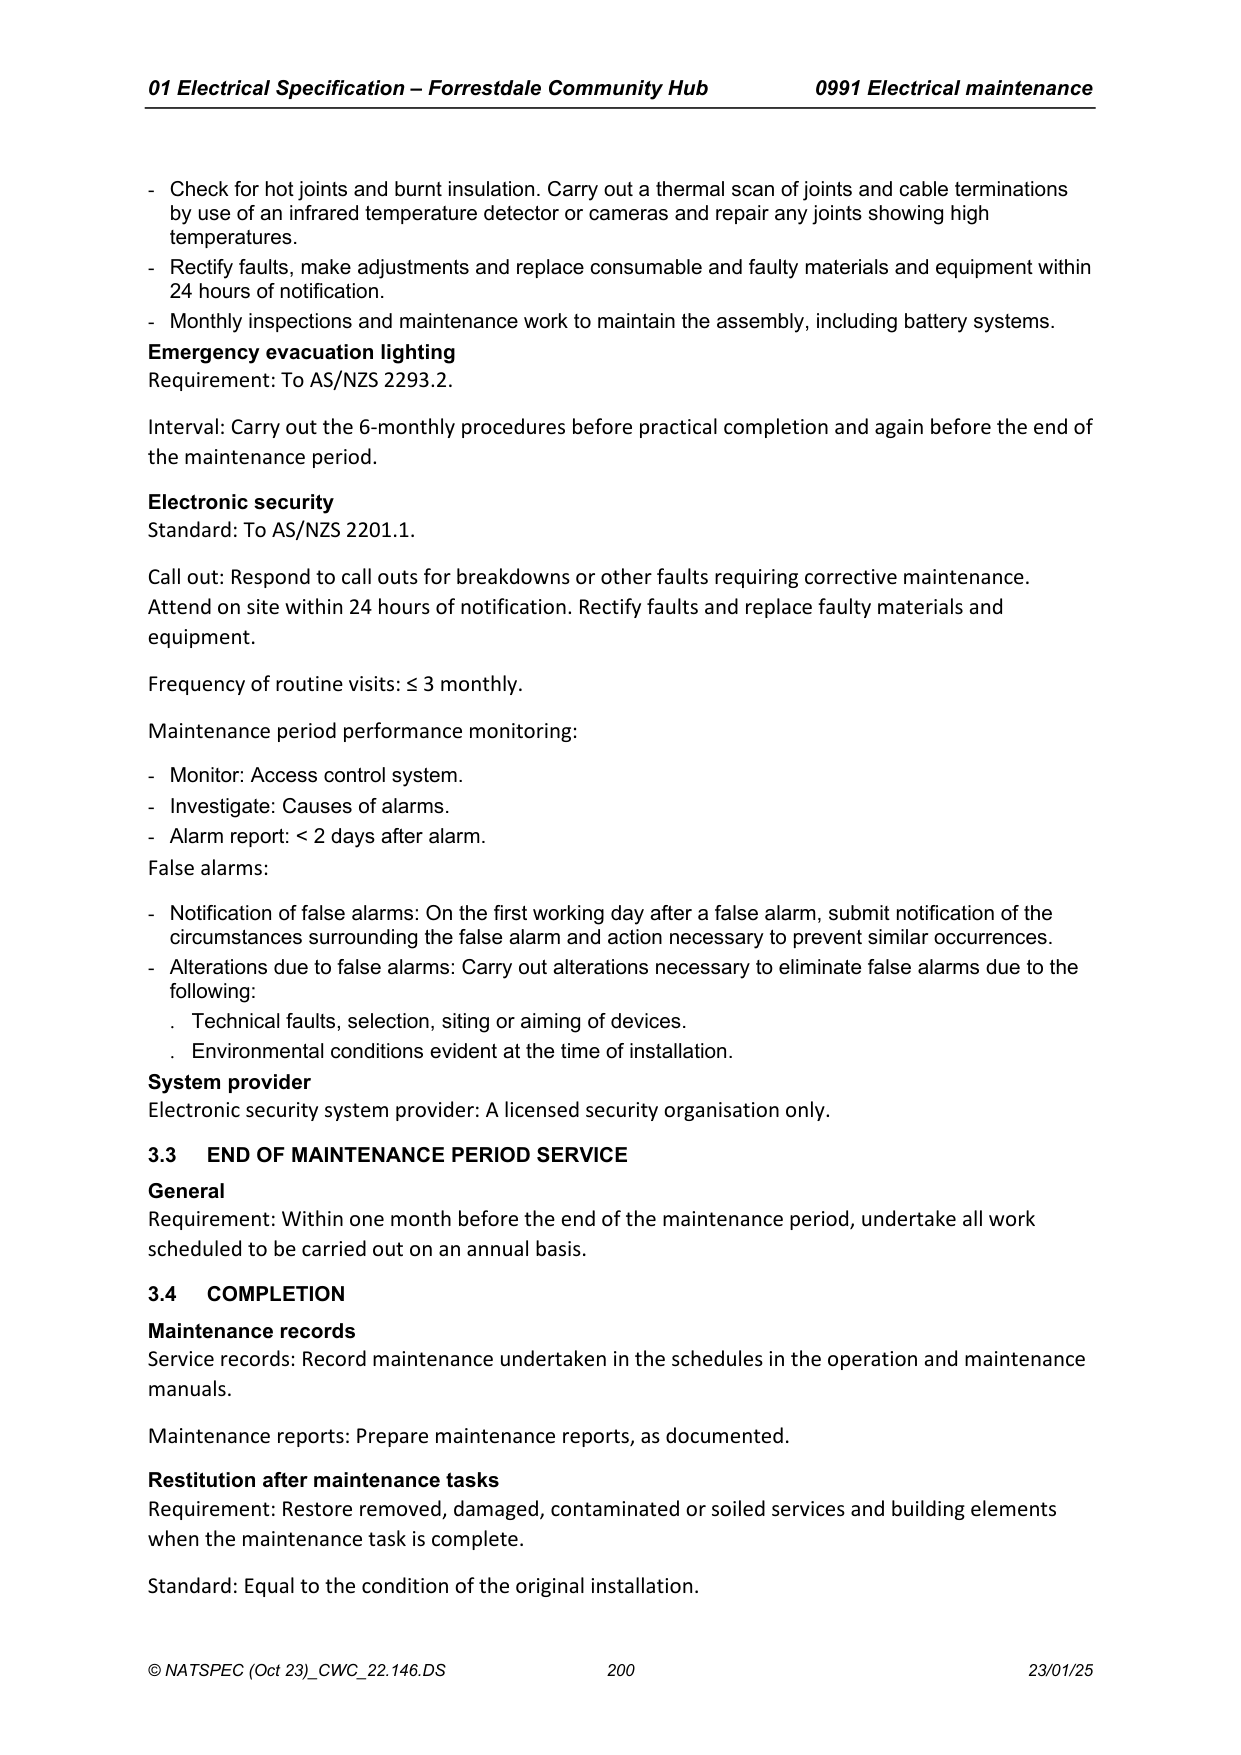 01 Electrical Specification – Forrestdale Community Hub 0991 Electrical maintenance
- Check for hot joints and burnt insulation. Carry out a thermal scan of joints and cable terminations
by use of an infrared temperature detector or cameras and repair any joints showing high
temperatures.
- Rectify faults, make adjustments and replace consumable and faulty materials and equipment within
24 hours of notification.
- Monthly inspections and maintenance work to maintain the assembly, including battery systems.
Emergency evacuation lighting
Requirement: To AS/NZS 2293.2.
Interval: Carry out the 6-monthly procedures before practical completion and again before the end of
the maintenance period.
Electronic security
Standard: To AS/NZS 2201.1.
Call out: Respond to call outs for breakdowns or other faults requiring corrective maintenance.
Attend on site within 24 hours of notification. Rectify faults and replace faulty materials and
equipment.
Frequency of routine visits: ≤ 3 monthly.
Maintenance period performance monitoring:
- Monitor: Access control system.
- Investigate: Causes of alarms.
- Alarm report: < 2 days after alarm.
False alarms:
- Notification of false alarms: On the first working day after a false alarm, submit notification of the
circumstances surrounding the false alarm and action necessary to prevent similar occurrences.
- Alterations due to false alarms: Carry out alterations necessary to eliminate false alarms due to the
following:
. Technical faults, selection, siting or aiming of devices.
. Environmental conditions evident at the time of installation.
System provider
Electronic security system provider: A licensed security organisation only.
3.3 END OF MAINTENANCE PERIOD SERVICE
General
Requirement: Within one month before the end of the maintenance period, undertake all work
scheduled to be carried out on an annual basis.
3.4 COMPLETION
Maintenance records
Service records: Record maintenance undertaken in the schedules in the operation and maintenance
manuals.
Maintenance reports: Prepare maintenance reports, as documented.
Restitution after maintenance tasks
Requirement: Restore removed, damaged, contaminated or soiled services and building elements
when the maintenance task is complete.
Standard: Equal to the condition of the original installation.
© NATSPEC (Oct 23)_CWC_22.146.DS 200 23/01/25